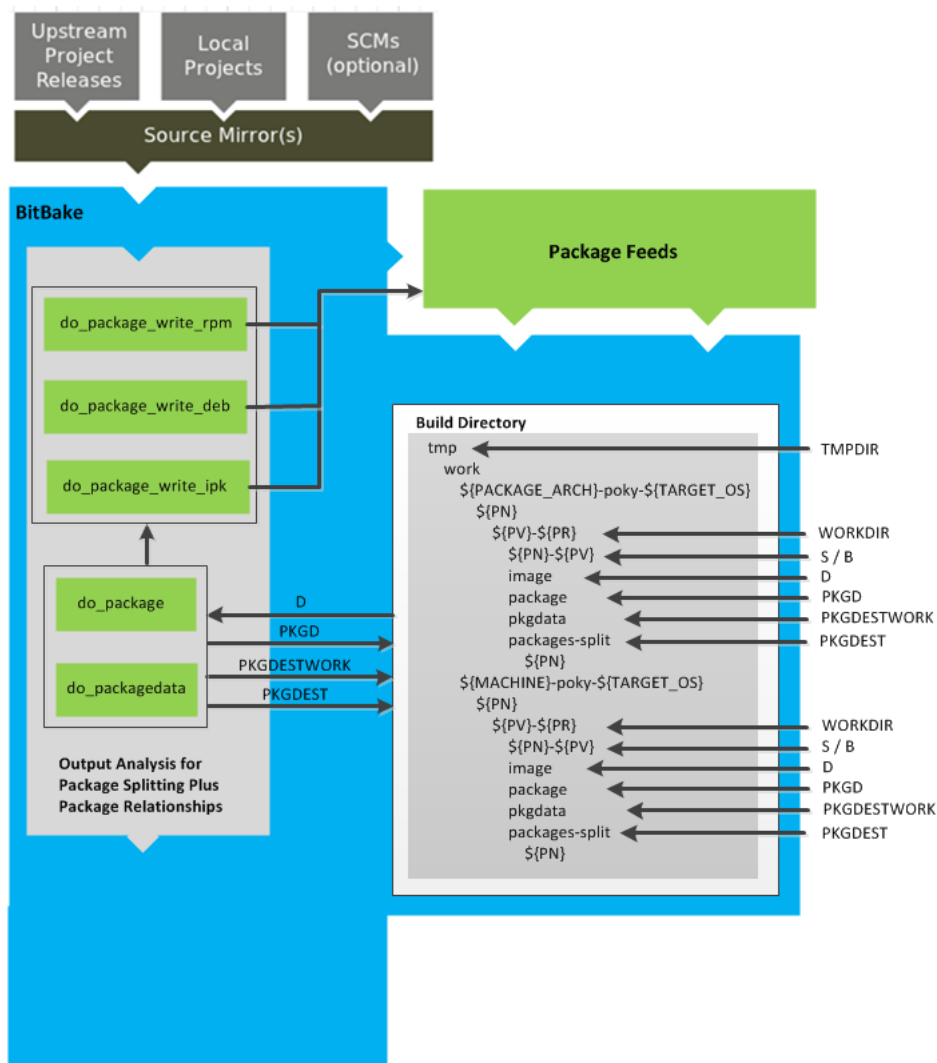 Upstream
Project
Releases
Local
Projects
SCMs
(optional)
Source Mirror(s)
BitBake
Package Feeds
do_package_write_rpm
do_package_write_deb
do_package_write_ipk
do_package
do_packagedata
Output Analysis for
Package Splitting Plus
Package Relationships
D
PKGD
PKGDESTWORK
PKGDEST
Build Directory
tmp
TMPDIR
work
${PACKAGE_ARCH}-poky-${TARGET_OS}
${PN}
${PV}-${PR}
WORKDIR
${PN}-${PV}
S / B
image
D
package
PKGD
pkgdata
PKGDESTWORK
packages-split
PKGDEST
${PN}
${MACHINE}-poky-${TARGET_OS}
${PN}
${PV}-${PR}
WORKDIR
${PN}-${PV}
S / B
image
D
package
PKGD
pkgdata
PKGDESTWORK
packages-split
PKGDEST
${PN}